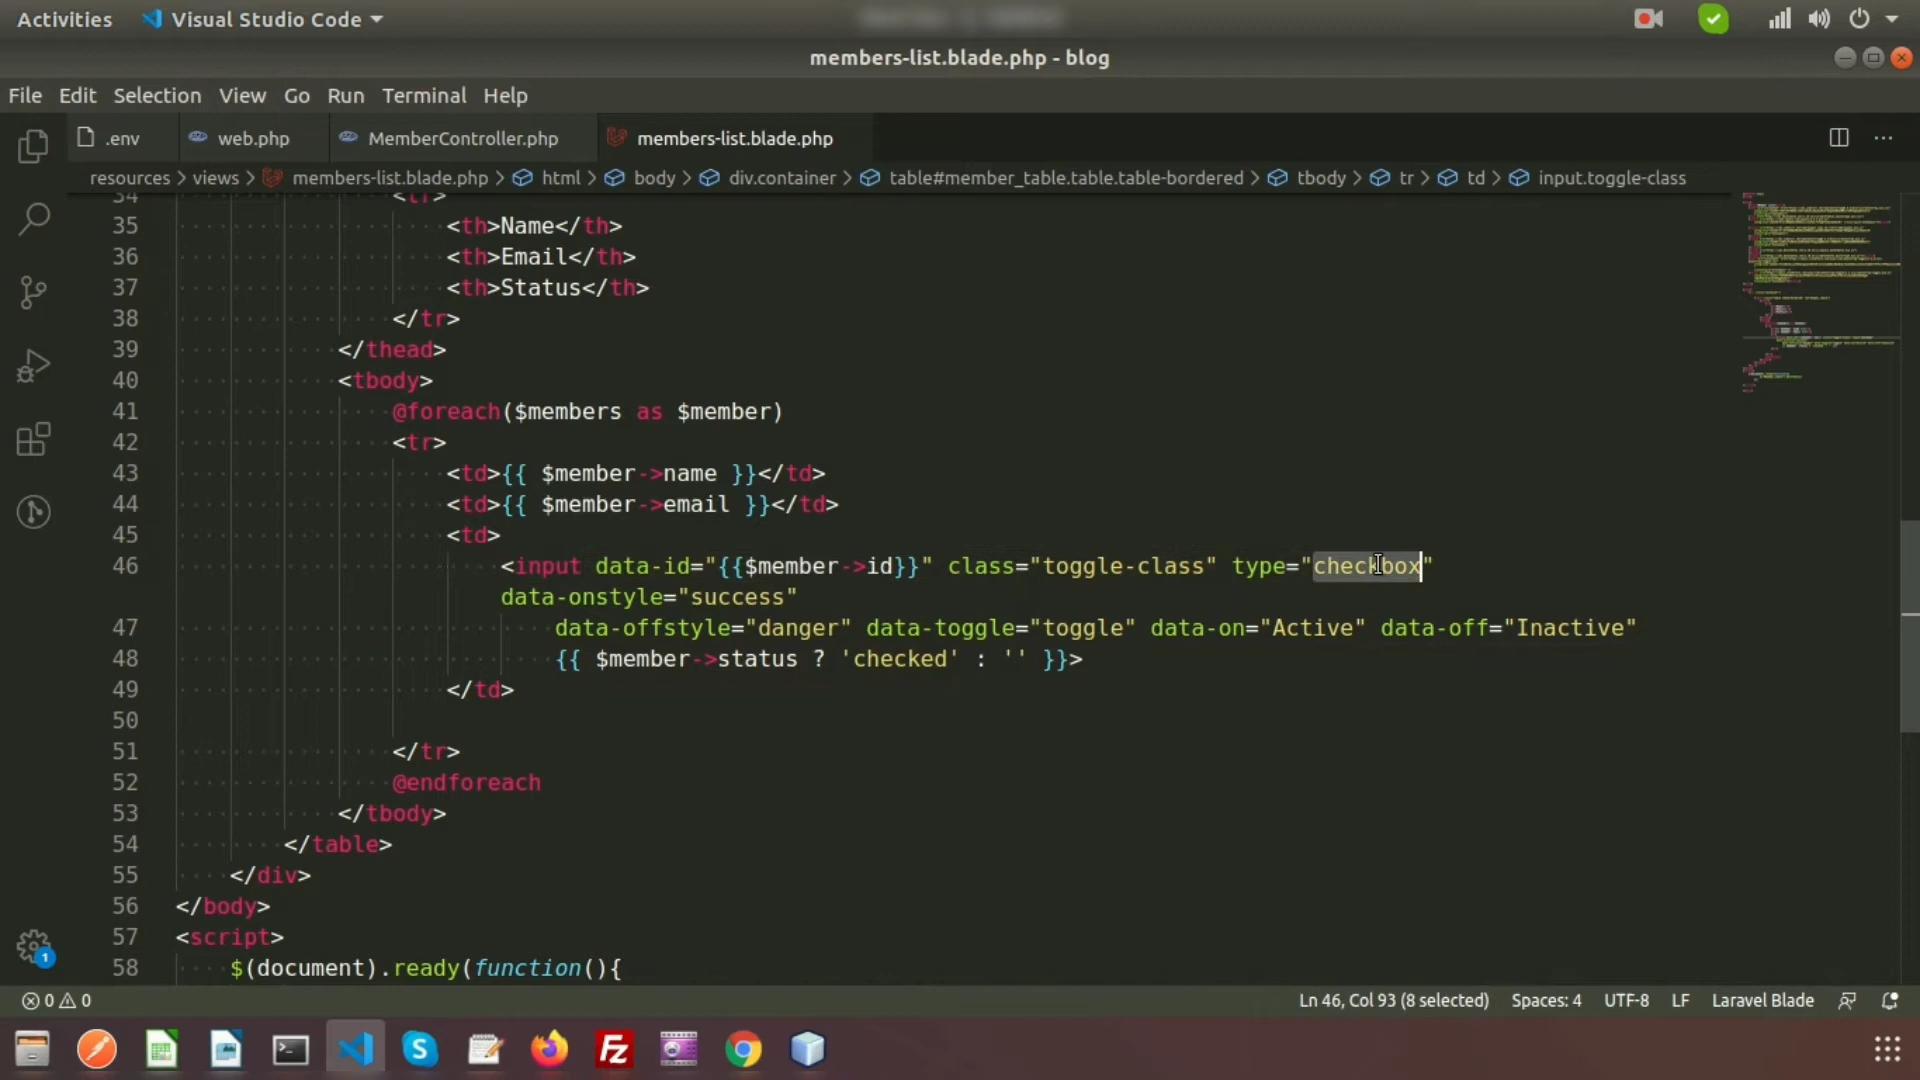 Activities Visual Studio Code
members-list.blade.php - blog
File Edit Selection View Go Run Terminal Help
.env web.php MemberController.php members-list.blade.php ···
resources > views > members-list.blade.php > html > body > div.container > table#member_table.table.table-bordered > tbody > tr > td > input.toggle-class
34 <tr>
35 <th>Name</th>
36 <th>Email</th>
37 <th>Status</th>
38 </tr>
39 </thead>
40 <tbody>
41 @foreach($members as $member)
42 <tr>
43 <td>{{ $member->name }}</td>
44 <td>{{ $member->email }}</td>
45 <td>
46 <input data-id="{{$member->id}}" class="toggle-class" type="checkbox"
data-onstyle="success"
47 data-offstyle="danger" data-toggle="toggle" data-on="Active" data-off="Inactive"
48 {{ $member->status ? 'checked' : '' }}>
49 </td>
50
51 </tr>
52 @endforeach
53 </tbody>
54 </table>
55 </div>
56 </body>
57 <script>
58 $(document).ready(function(){
1
0 0 Ln 46, Col 93 (8 selected) Spaces: 4 UTF-8 LF Laravel Blade